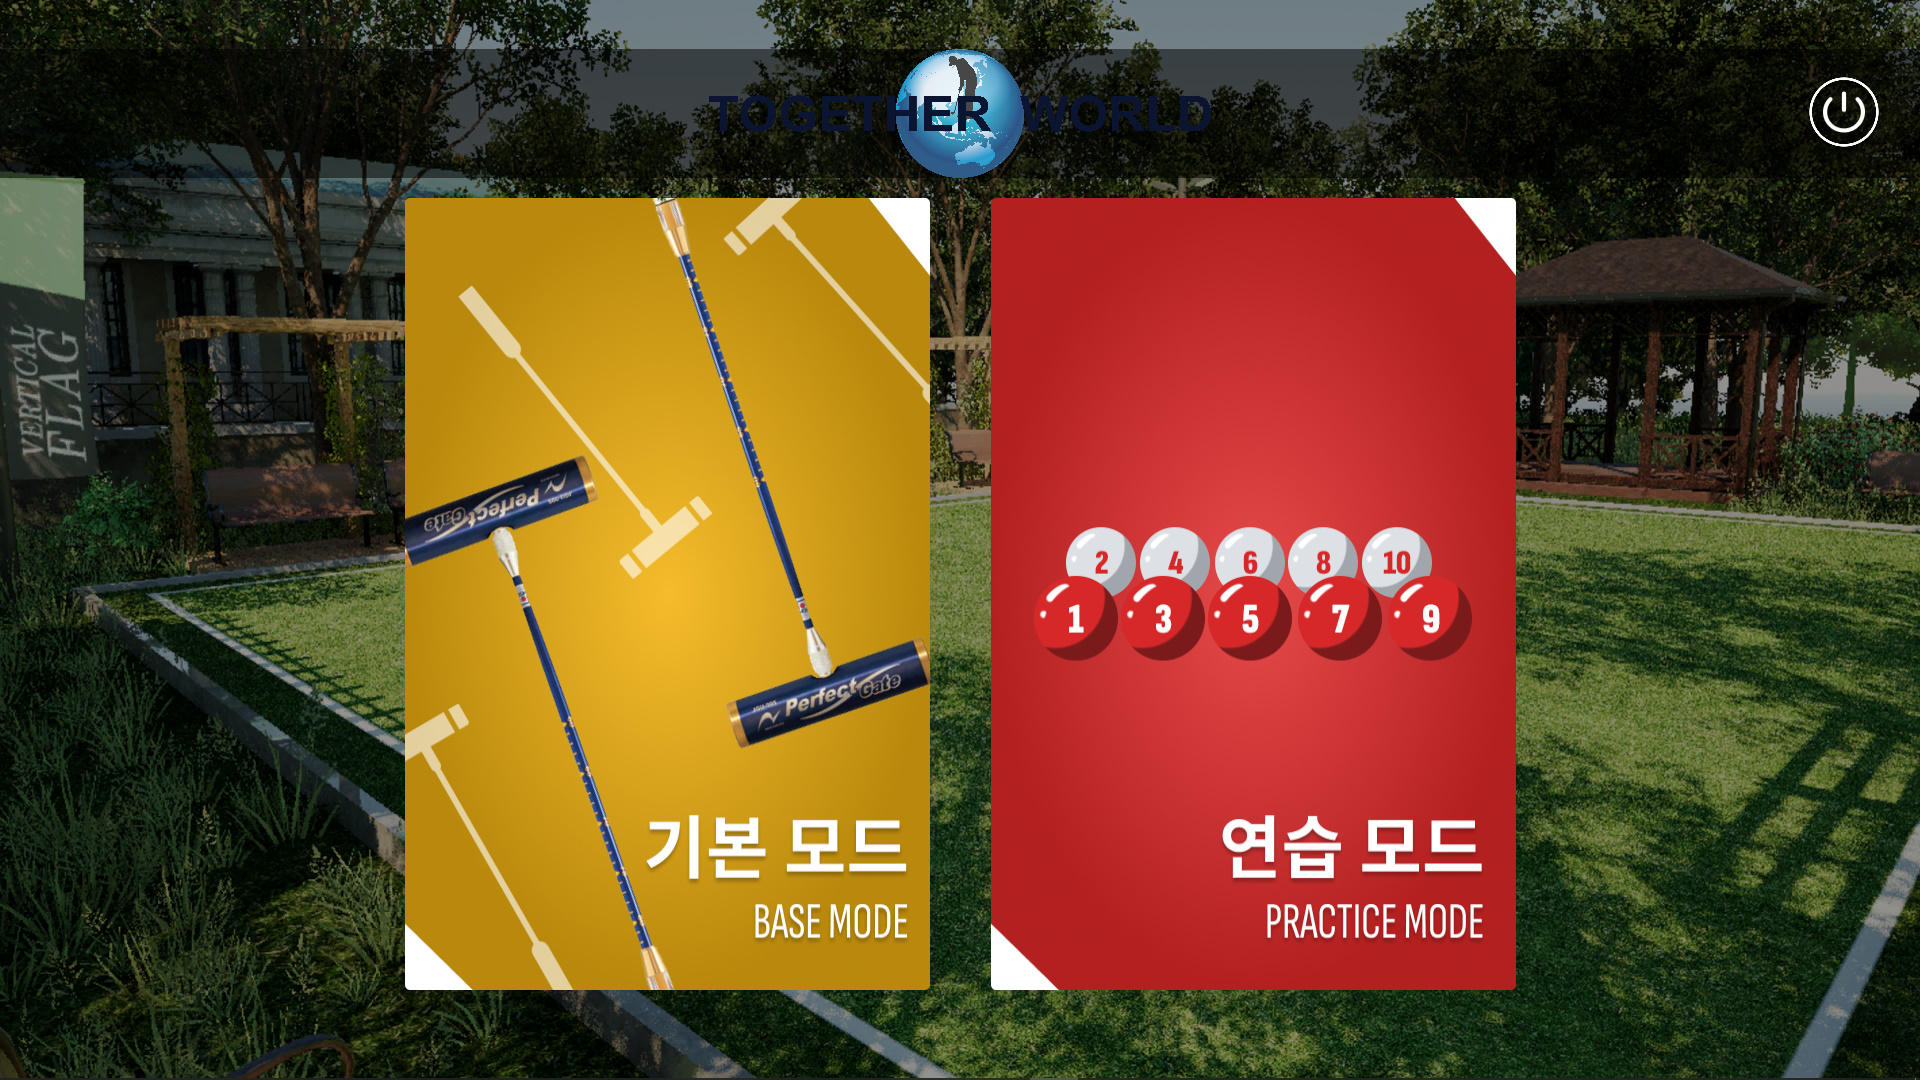 TOGETHER WORLD
VERTICAL
FLAG
Perfect Gate
Perfect Gate
2 4 6 8 10
1 3 5 7 9
기본 모드
BASE MODE
연습 모드
PRACTICE MODE